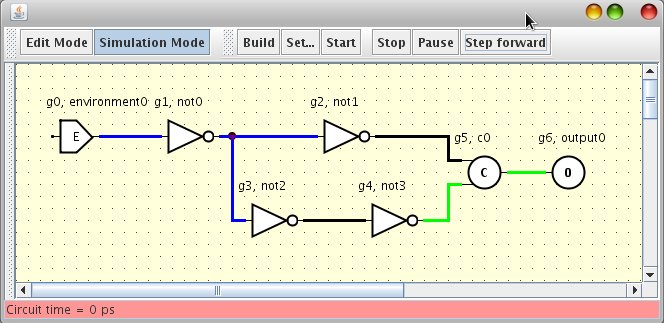 Edit Mode Simulation Mode Build Set... Start Stop Pause Step forward
g0, environment0 g1, not0 g2, not1
E
g5, c0 g6, output0
C O
g3, not2 g4, not3
Circuit time = 0 ps